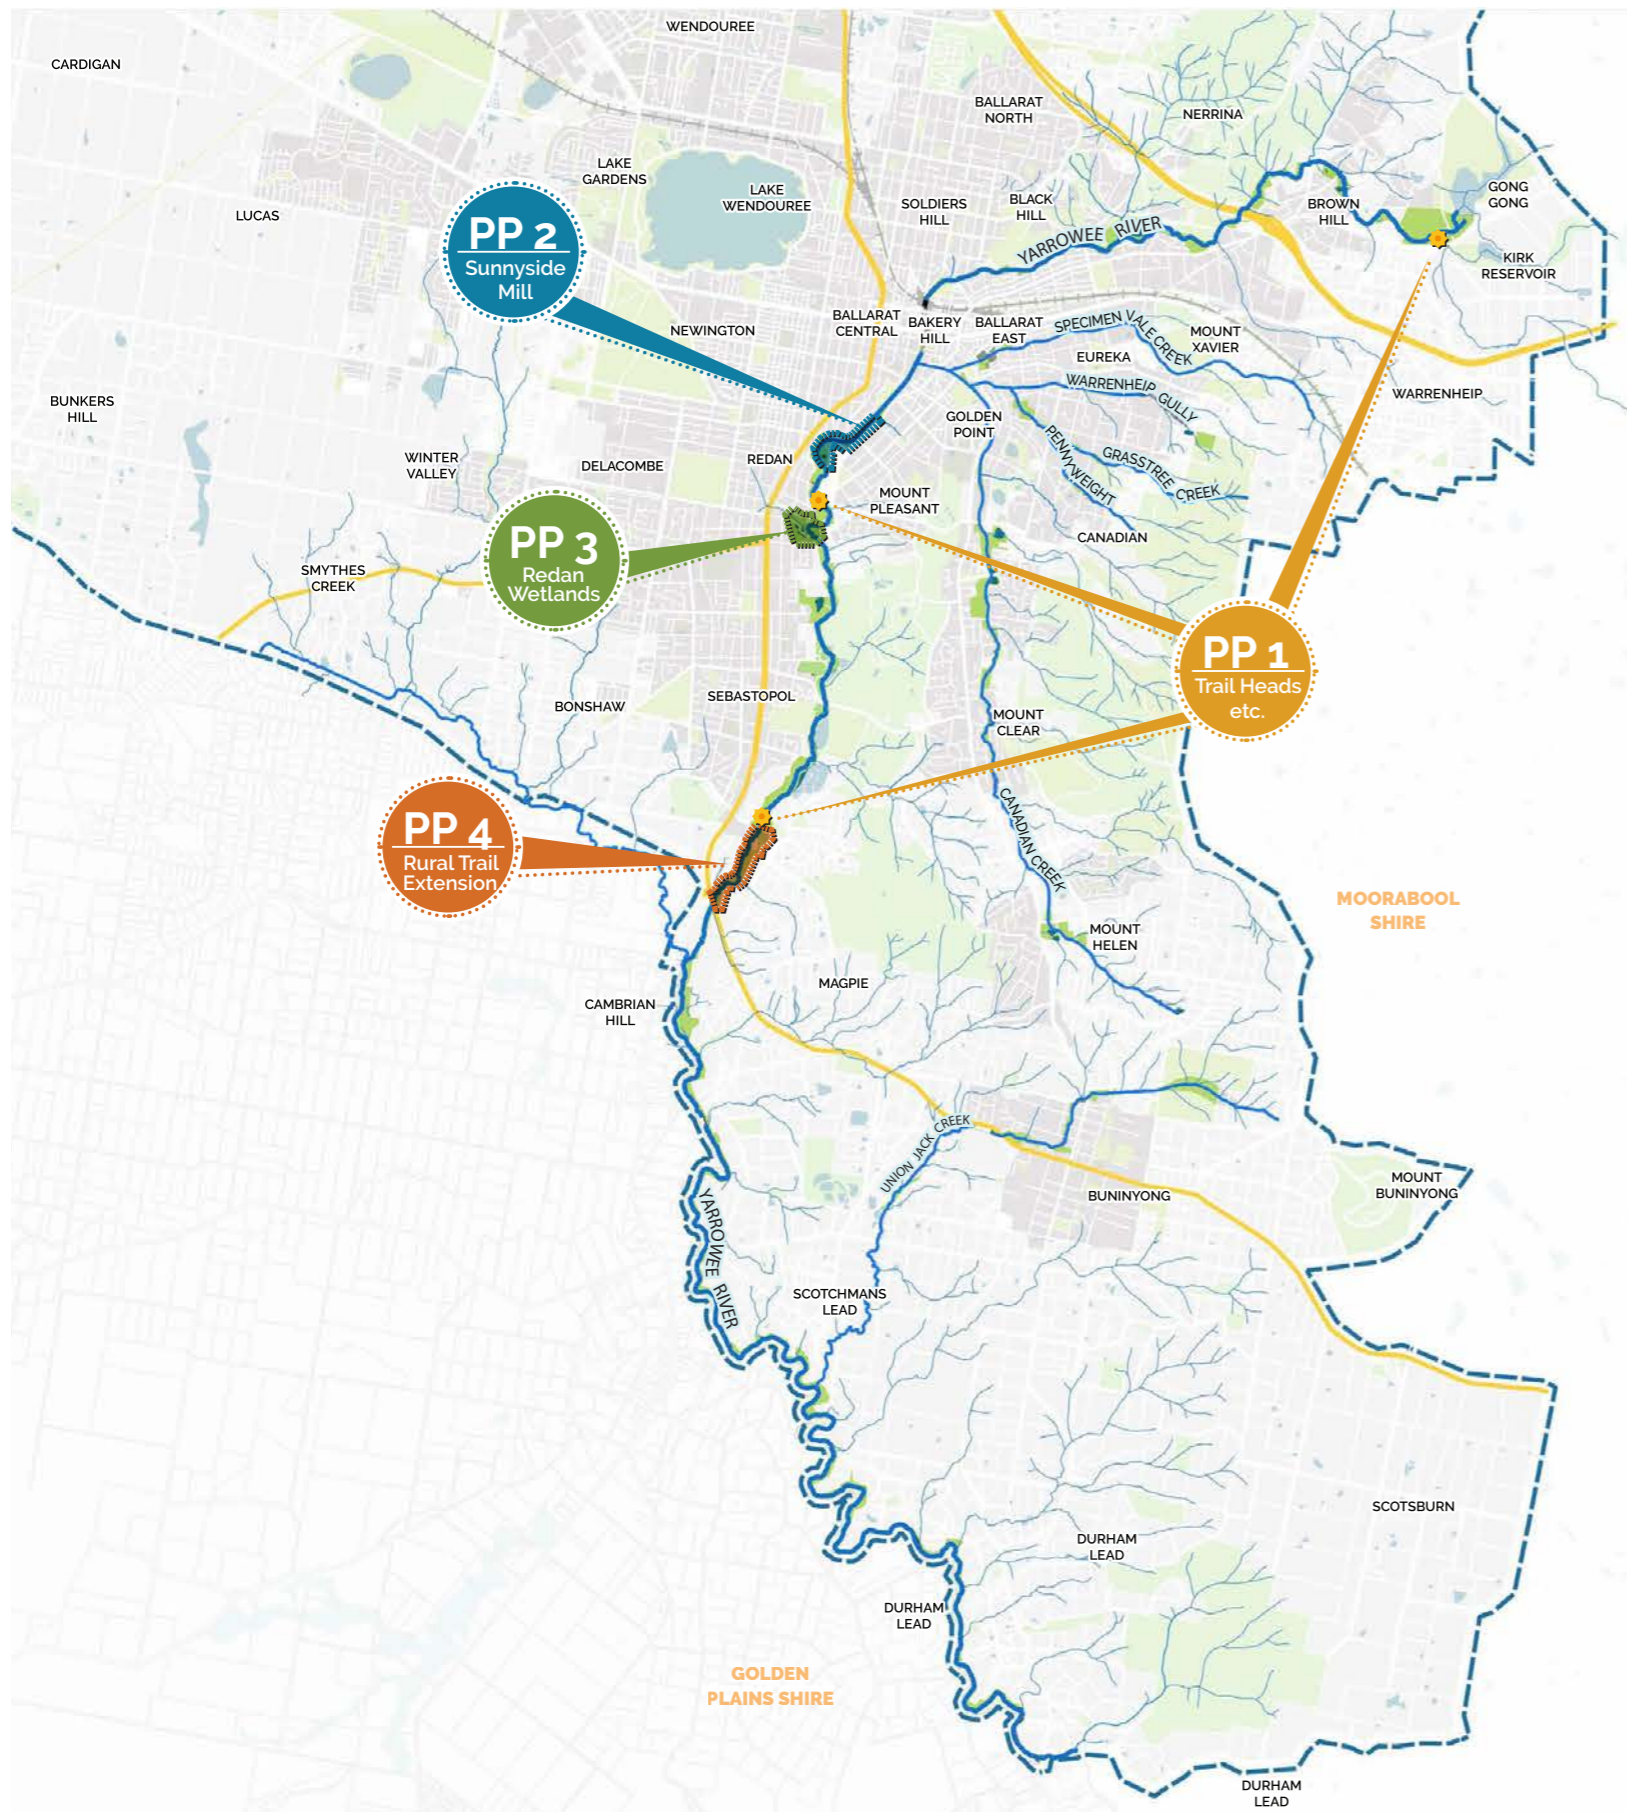 WENDOUREE
CARDIGAN
BALLARAT
NORTH
NERRINA
LAKE
GARDENS
LAKE
WENDOUREE
SOLDIERS
HILL
BLACK
HILL
BROWN
HILL
GONG
GONG
LUCAS
YARROWEE RIVER
KIRK
RESERVOIR
PP 2
Sunnyside
Mill
NEWINGTON
BALLARAT
CENTRAL
BAKERY
HILL
BALLARAT
EAST
SPECIMEN VALE CREEK
MOUNT
XAVIER
EUREKA
WARRENHEIP GULLY
WARRENHEIP
BUNKERS
HILL
GOLDEN
POINT
WINTER
VALLEY
DELACOMBE
REDAN
PENNYWEIGHT
GRASSTREE CREEK
MOUNT
PLEASANT
CANADIAN
PP 3
Redan
Wetlands
SMYTHES
CREEK
PP 1
Trail Heads
etc.
SEBASTOPOL
BONSHAW
MOUNT
CLEAR
CANADIAN CREEK
PP 4
Rural Trail
Extension
MOORABOOL
SHIRE
MOUNT
HELEN
MAGPIE
CAMBRIAN
HILL
UNION JACK CREEK
BUNINYONG
MOUNT
BUNINYONG
YARROWEE RIVER
SCOTCHMANS
LEAD
SCOTSBURN
DURHAM
LEAD
DURHAM
LEAD
GOLDEN
PLAINS SHIRE
DURHAM
LEAD